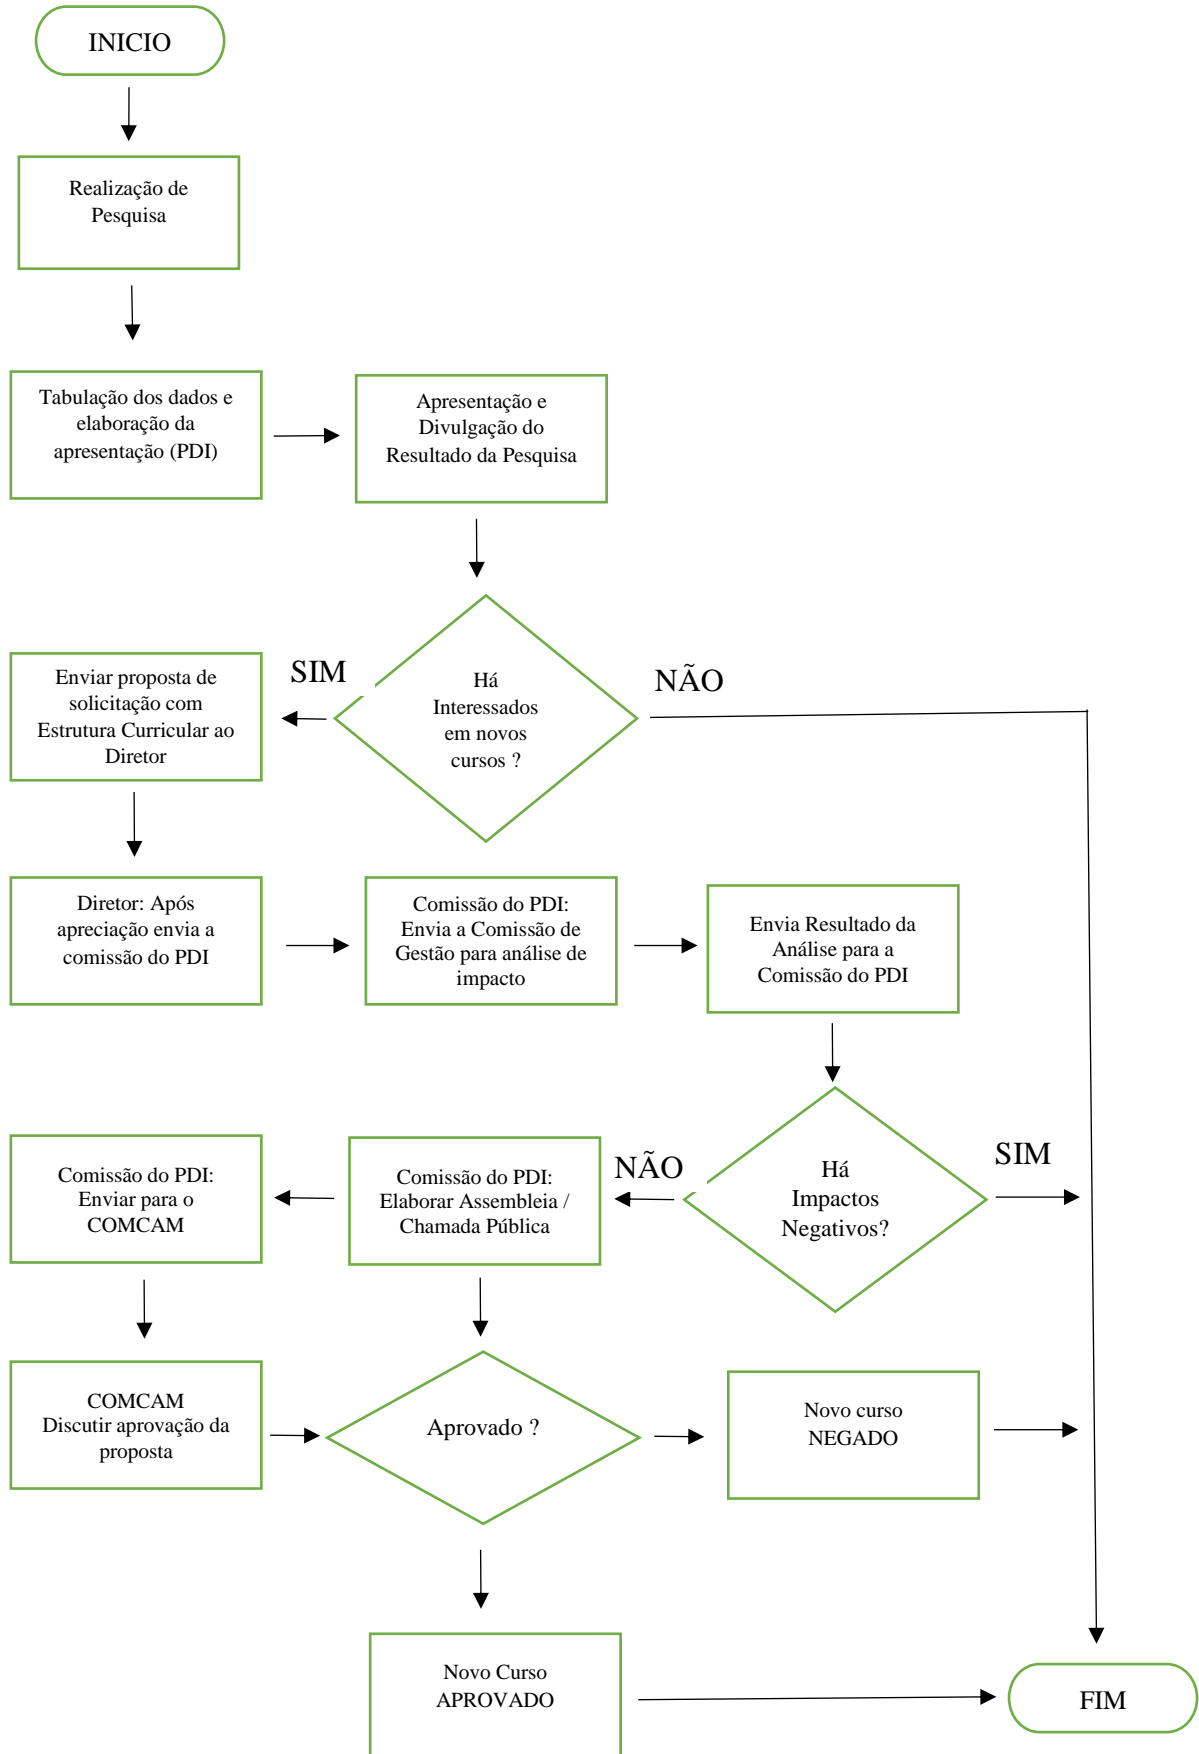 INICIO
Realização de
Pesquisa
Tabulação dos dados e
elaboração da
apresentação (PDI)
Apresentação e
Divulgação do
Resultado da Pesquisa
SIM
Há
Interessados
em novos
cursos ?
NÃO
Enviar proposta de
solicitação com
Estrutura Curricular ao
Diretor
Diretor: Após
apreciação envia a
comissão do PDI
Comissão do PDI:
Envia a Comissão de
Gestão para análise de
impacto
Envia Resultado da
Análise para a
Comissão do PDI
Há
Impactos
Negativos?
SIM
NÃO
Comissão do PDI:
Elaborar Assembleia /
Chamada Pública
Comissão do PDI:
Enviar para o
COMCAM
COMCAM
Discutir aprovação da
proposta
Aprovado ?
Novo curso
NEGADO
Novo Curso
APROVADO
FIM